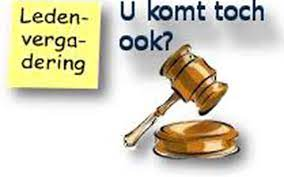 Leden-
verga-
dering
U komt toch
ook?